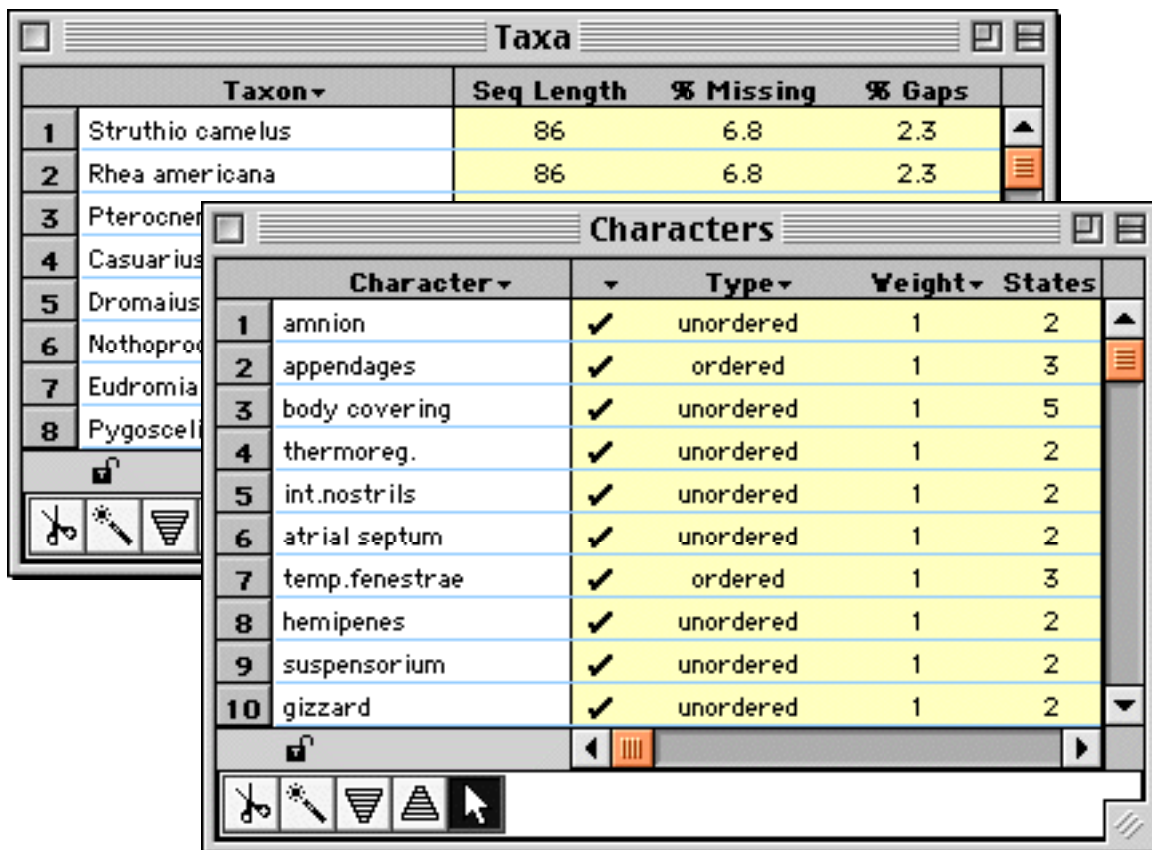 Taxa
Taxon Seq Length % Missing % Gaps
1 Struthio camelus 86 6.8 2.3
2 Rhea americana 86 6.8 2.3
3
4 Casuarius
5 Dromaius
6
7 Eudromia
8
Characters
Character Type Weight States
1 amnion ✓ unordered 1 2
2 appendages ✓ ordered 1 3
3 body covering ✓ unordered 1 5
4 thermoreg. ✓ unordered 1 2
5 int.nostrils ✓ unordered 1 2
6 atrial septum ✓ unordered 1 2
7 temp.fenestrae ✓ ordered 1 3
8 hemipenes ✓ unordered 1 2
9 suspensorium ✓ unordered 1 2
10 gizzard ✓ unordered 1 2